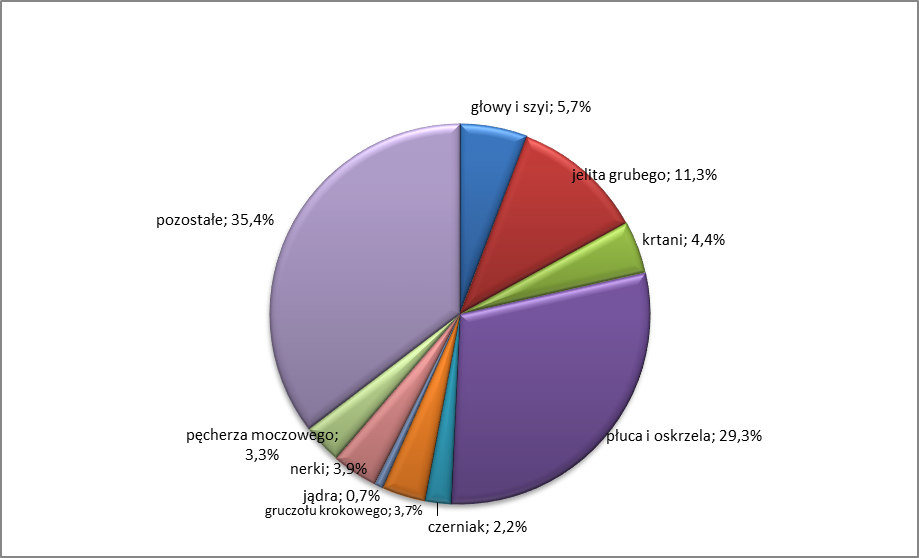 głowy i szyi; 5,7%
jelita grubego; 11,3%
krtani; 4,4%
płuca i oskrzela; 29,3%
czerniak; 2,2%
gruczołu krokowego; 3,7%
jądra; 0,7%
nerki; 3,9%
pęcherza moczowego;
3,3%
pozostałe; 35,4%